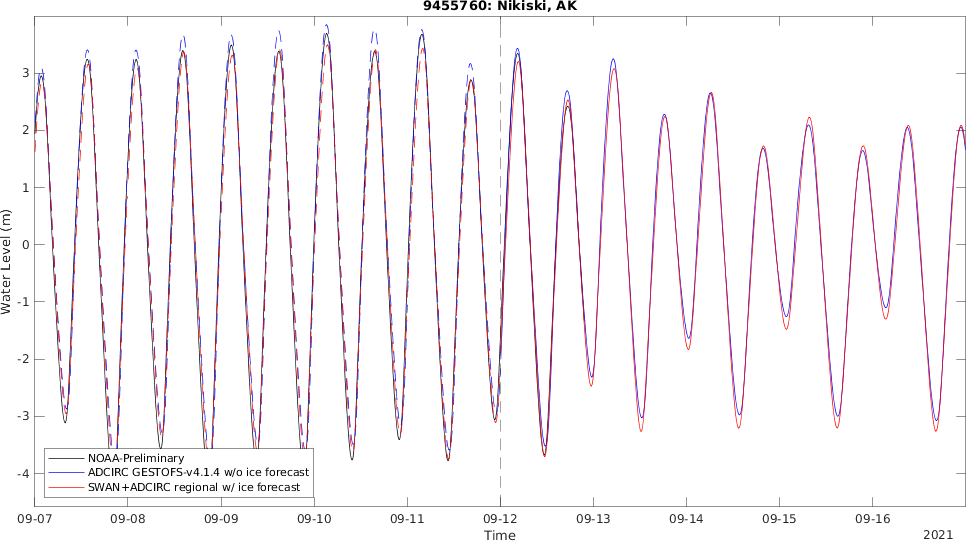 9455760: Nikiski, AK
Water Level (m)
3
2
1
0
-1
-2
-3
-4
NOAA-Preliminary
ADCIRC GESTOFS-v4.1.4 w/o ice forecast
SWAN+ADCIRC regional w/ ice forecast
09-07 09-08 09-09 09-10 09-11 09-12 09-13 09-14 09-15 09-16
Time
2021